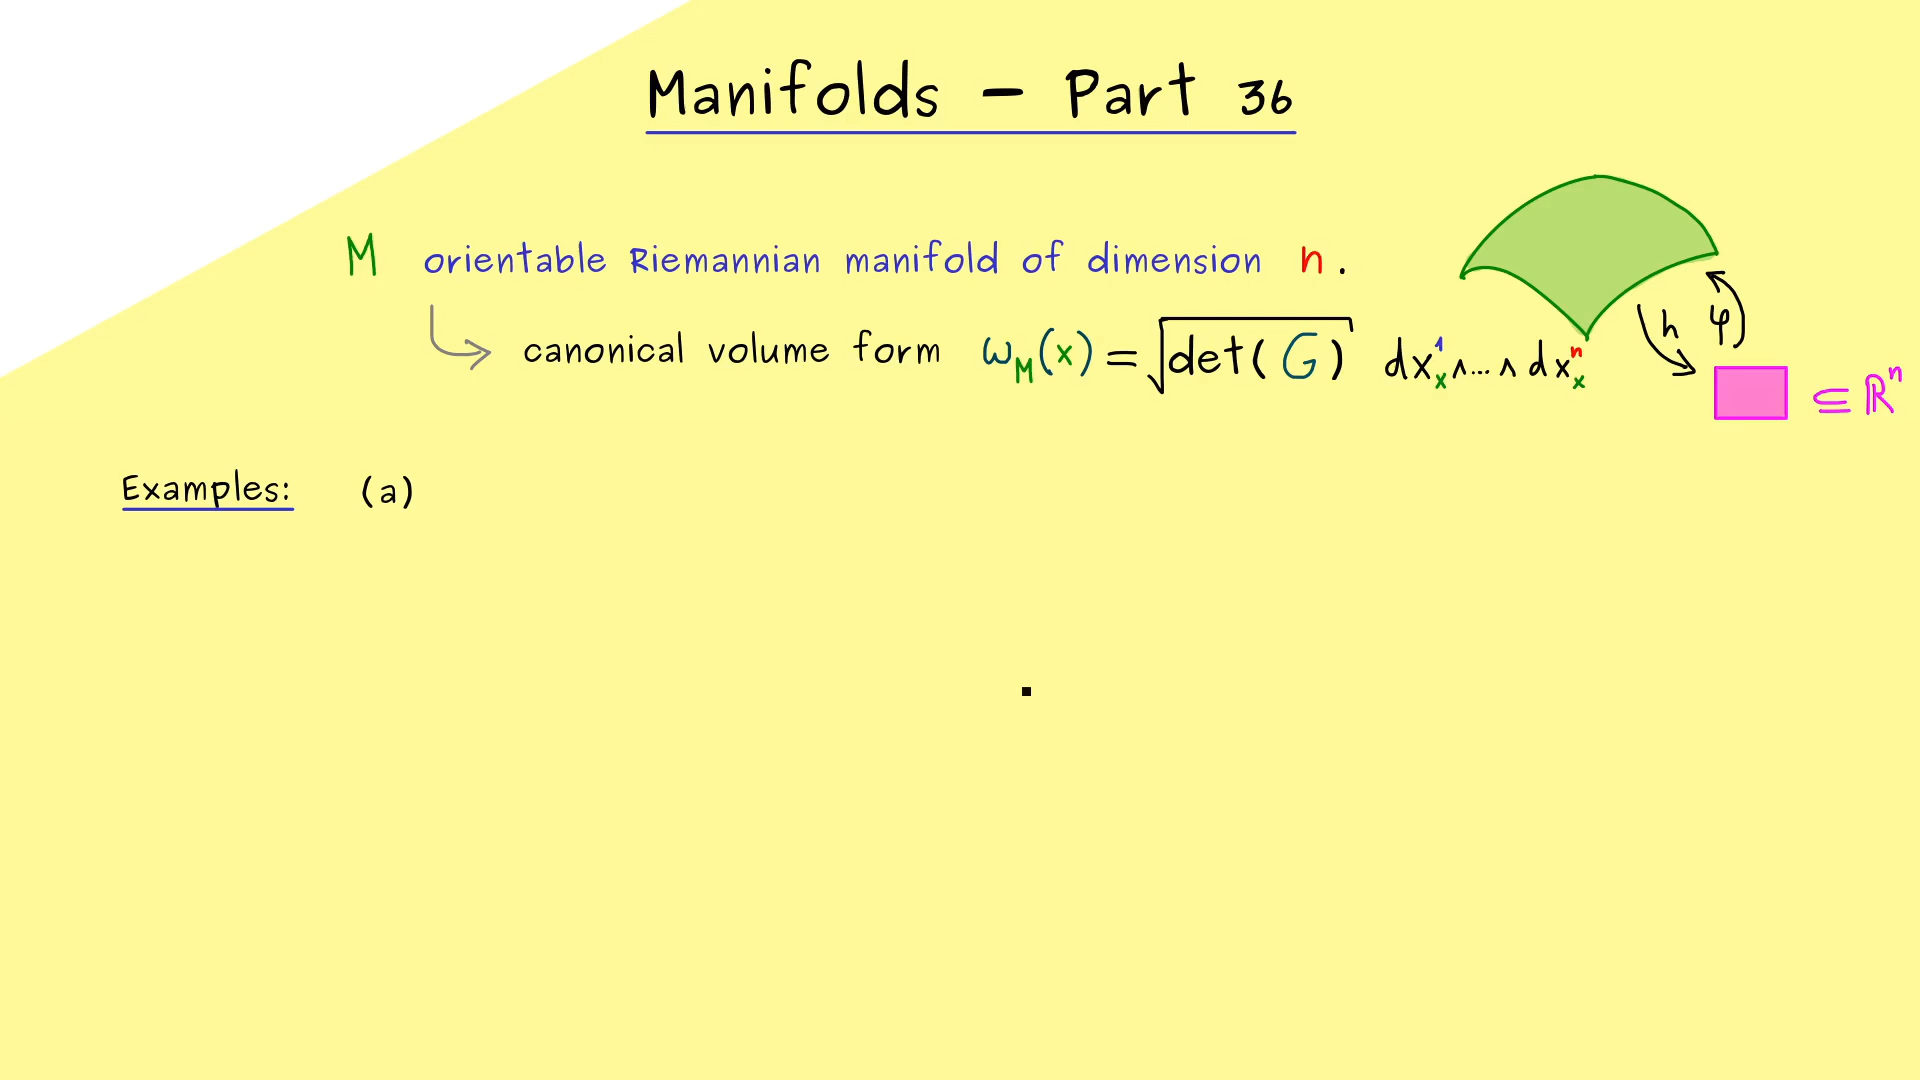 Manifolds – Part 36
M orientable Riemannian manifold of dimension n.
canonical volume form ω_M(x) = √det(G) dx_x^1 ∧ ... ∧ dx_x^n
h φ
⊆ ℝ^n
Examples: (a)